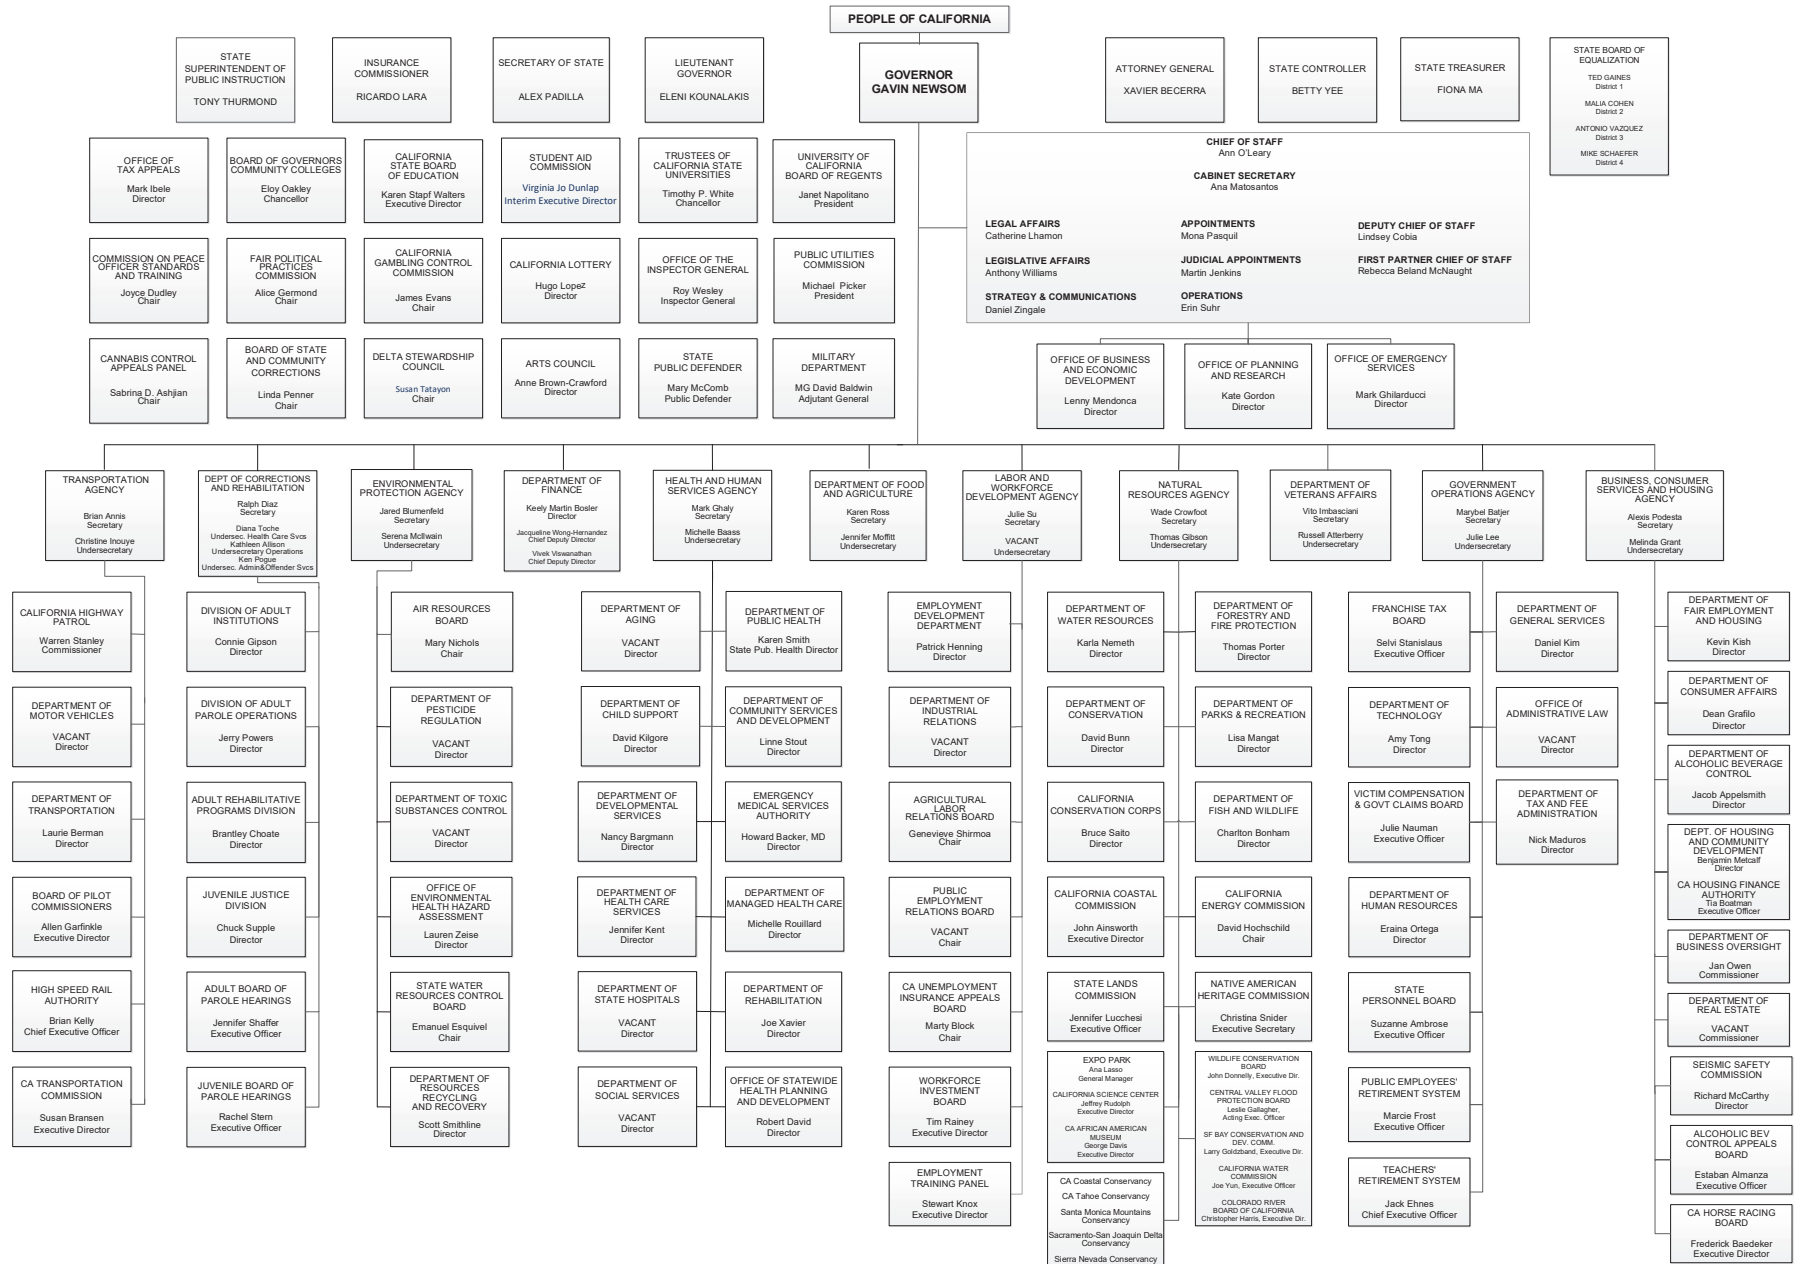 PEOPLE OF CALIFORNIA
STATE
SUPERINTENDENT OF
PUBLIC INSTRUCTION
TONY THURMOND
INSURANCE
COMMISSIONER
RICARDO LARA
SECRETARY OF STATE
ALEX PADILLA
LIEUTENANT
GOVERNOR
ELENI KOUNALAKIS
GOVERNOR
GAVIN NEWSOM
ATTORNEY GENERAL
XAVIER BECERRA
STATE CONTROLLER
BETTY YEE
STATE TREASURER
FIONA MA
STATE BOARD OF
EQUALIZATION
TED GAINES
District 1
MALIA COHEN
District 2
ANTONIO VAZQUEZ
District 3
MIKE SCHAEFER
District 4
OFFICE OF
TAX APPEALS
Mark Ibele
Director
BOARD OF GOVERNORS
COMMUNITY COLLEGES
Eloy Oakley
Chancellor
CALIFORNIA
STATE BOARD
OF EDUCATION
Karen Stapf Walters
Executive Director
STUDENT AID
COMMISSION
Virginia Jo Dunlap
Interim Executive Director
TRUSTEES OF
CALIFORNIA STATE
UNIVERSITIES
Timothy P. White
Chancellor
UNIVERSITY OF
CALIFORNIA
BOARD OF REGENTS
Janet Napolitano
President
CHIEF OF STAFF
Ann O'Leary
CABINET SECRETARY
Ana Matosantos
LEGAL AFFAIRS
Catherine Lhamon
APPOINTMENTS
Mona Pasquil
DEPUTY CHIEF OF STAFF
Lindsey Cobia
LEGISLATIVE AFFAIRS
Anthony Williams
JUDICIAL APPOINTMENTS
Martin Jenkins
FIRST PARTNER CHIEF OF STAFF
Rebecca Beland McNaught
STRATEGY & COMMUNICATIONS
Daniel Zingale
OPERATIONS
Erin Suhr
COMMISSION ON PEACE
OFFICER STANDARDS
AND TRAINING
Joyce Dudley
Chair
FAIR POLITICAL
PRACTICES
COMMISSION
Alice Germond
Chair
CALIFORNIA
GAMBLING CONTROL
COMMISSION
James Evans
Chair
CALIFORNIA LOTTERY
Hugo Lopez
Director
OFFICE OF THE
INSPECTOR GENERAL
Roy Wesley
Inspector General
PUBLIC UTILITIES
COMMISSION
Michael Picker
President
CANNABIS CONTROL
APPEALS PANEL
Sabrina D. Ashjian
Chair
BOARD OF STATE
AND COMMUNITY
CORRECTIONS
Linda Penner
Chair
DELTA STEWARDSHIP
COUNCIL
Susan Tatayon
Chair
ARTS COUNCIL
Anne Brown-Crawford
Director
STATE
PUBLIC DEFENDER
Mary McComb
Public Defender
MILITARY
DEPARTMENT
MG David Baldwin
Adjutant General
OFFICE OF BUSINESS
AND ECONOMIC
DEVELOPMENT
Lenny Mendonca
Director
OFFICE OF PLANNING
AND RESEARCH
Kate Gordon
Director
OFFICE OF EMERGENCY
SERVICES
Mark Ghilarducci
Director
TRANSPORTATION
AGENCY
Brian Annis
Secretary
Christine Inouye
Undersecretary
DEPT OF CORRECTIONS
AND REHABILITATION
Ralph Diaz
Secretary
Diana Toche
Undersec. Health Care Svcs
Kathleen Allison
Undersecretary Operations
Ken Pogue
Undersec. Admin&Offender Svcs
ENVIRONMENTAL
PROTECTION AGENCY
Jared Blumenfeld
Secretary
Serena McIlwain
Undersecretary
DEPARTMENT OF
FINANCE
Keely Martin Bosler
Director
Jacqueline Wong-Hernandez
Chief Deputy Director
Vivek Viswanathan
Chief Deputy Director
HEALTH AND HUMAN
SERVICES AGENCY
Mark Ghaly
Secretary
Michelle Baass
Undersecretary
DEPARTMENT OF FOOD
AND AGRICULTURE
Karen Ross
Secretary
Jennifer Moffitt
Undersecretary
LABOR AND
WORKFORCE
DEVELOPMENT AGENCY
Julie Su
Secretary
VACANT
Undersecretary
NATURAL
RESOURCES AGENCY
Wade Crowfoot
Secretary
Thomas Gibson
Undersecretary
DEPARTMENT OF
VETERANS AFFAIRS
Vito Imbasciani
Secretary
Russell Atterberry
Undersecretary
GOVERNMENT
OPERATIONS AGENCY
Marybel Batjer
Secretary
Julie Lee
Undersecretary
BUSINESS, CONSUMER
SERVICES AND HOUSING
AGENCY
Alexis Podesta
Secretary
Melinda Grant
Undersecretary
CALIFORNIA HIGHWAY
PATROL
Warren Stanley
Commissioner
DEPARTMENT OF
MOTOR VEHICLES
VACANT
Director
DEPARTMENT OF
TRANSPORTATION
Laurie Berman
Director
BOARD OF PILOT
COMMISSIONERS
Allen Garfinkle
Executive Director
HIGH SPEED RAIL
AUTHORITY
Brian Kelly
Chief Executive Officer
CA TRANSPORTATION
COMMISSION
Susan Bransen
Executive Director
DIVISION OF ADULT
INSTITUTIONS
Connie Gipson
Director
DIVISION OF ADULT
PAROLE OPERATIONS
Jerry Powers
Director
ADULT REHABILITATIVE
PROGRAMS DIVISION
Brantley Choate
Director
JUVENILE JUSTICE
DIVISION
Chuck Supple
Director
ADULT BOARD OF
PAROLE HEARINGS
Jennifer Shaffer
Executive Officer
JUVENILE BOARD OF
PAROLE HEARINGS
Rachel Stern
Executive Officer
AIR RESOURCES
BOARD
Mary Nichols
Chair
DEPARTMENT OF
PESTICIDE
REGULATION
VACANT
Director
DEPARTMENT OF TOXIC
SUBSTANCES CONTROL
VACANT
Director
OFFICE OF
ENVIRONMENTAL
HEALTH HAZARD
ASSESSMENT
Lauren Zeise
Director
STATE WATER
RESOURCES CONTROL
BOARD
Emanuel Esquivel
Chair
DEPARTMENT OF
RESOURCES
RECYCLING
AND RECOVERY
Scott Smithline
Director
DEPARTMENT OF
AGING
VACANT
Director
DEPARTMENT OF
CHILD SUPPORT
David Kilgore
Director
DEPARTMENT OF
DEVELOPMENTAL
SERVICES
Nancy Bargmann
Director
DEPARTMENT OF
HEALTH CARE
SERVICES
Jennifer Kent
Director
DEPARTMENT OF
STATE HOSPITALS
VACANT
Director
DEPARTMENT OF
SOCIAL SERVICES
VACANT
Director
DEPARTMENT OF
PUBLIC HEALTH
Karen Smith
State Pub. Health Director
DEPARTMENT OF
COMMUNITY SERVICES
AND DEVELOPMENT
Linne Stout
Director
EMERGENCY
MEDICAL SERVICES
AUTHORITY
Howard Backer, MD
Director
DEPARTMENT OF
MANAGED HEALTH CARE
Michelle Rouillard
Director
DEPARTMENT OF
REHABILITATION
Joe Xavier
Director
OFFICE OF STATEWIDE
HEALTH PLANNING
AND DEVELOPMENT
Robert David
Director
EMPLOYMENT
DEVELOPMENT
DEPARTMENT
Patrick Henning
Director
DEPARTMENT OF
INDUSTRIAL
RELATIONS
VACANT
Director
AGRICULTURAL
LABOR
RELATIONS BOARD
Genevieve Shirmoa
Chair
PUBLIC
EMPLOYMENT
RELATIONS BOARD
VACANT
Chair
CA UNEMPLOYMENT
INSURANCE APPEALS
BOARD
Marty Block
Chair
WORKFORCE
INVESTMENT
BOARD
Tim Rainey
Executive Director
EMPLOYMENT
TRAINING PANEL
Stewart Knox
Executive Director
DEPARTMENT OF
WATER RESOURCES
Karla Nemeth
Director
DEPARTMENT OF
CONSERVATION
David Bunn
Director
CALIFORNIA
CONSERVATION CORPS
Bruce Saito
Director
CALIFORNIA COASTAL
COMMISSION
John Ainsworth
Executive Director
STATE LANDS
COMMISSION
Jennifer Lucchesi
Executive Officer
EXPO PARK
Ana Lasso
General Manager
CALIFORNIA SCIENCE CENTER
Jeffrey Rudolph
Executive Director
CA AFRICAN AMERICAN
MUSEUM
George Davis
Executive Director
CA Coastal Conservancy
CA Tahoe Conservancy
Santa Monica Mountains
Conservancy
Sacramento-San Joaquin Delta
Conservancy
Sierra Nevada Conservancy
DEPARTMENT OF
FORESTRY AND
FIRE PROTECTION
Thomas Porter
Director
DEPARTMENT OF
PARKS & RECREATION
Lisa Mangat
Director
DEPARTMENT OF
FISH AND WILDLIFE
Charlton Bonham
Director
CALIFORNIA
ENERGY COMMISSION
David Hochschild
Chair
NATIVE AMERICAN
HERITAGE COMMISSION
Christina Snider
Executive Secretary
WILDLIFE CONSERVATION
BOARD
John Donnelly, Executive Dir.
CENTRAL VALLEY FLOOD
PROTECTION BOARD
Leslie Gallagher,
Acting Exec. Officer
SF BAY CONSERVATION AND
DEV. COMM.
Larry Goldzband, Executive Dir.
CALIFORNIA WATER
COMMISSION
Joe Yun, Executive Officer
COLORADO RIVER
BOARD OF CALIFORNIA
Christopher Harris, Executive Dir.
FRANCHISE TAX
BOARD
Selvi Stanislaus
Executive Officer
DEPARTMENT OF
TECHNOLOGY
Amy Tong
Director
VICTIM COMPENSATION
& GOVT CLAIMS BOARD
Julie Nauman
Executive Officer
DEPARTMENT OF
HUMAN RESOURCES
Eraina Ortega
Director
STATE
PERSONNEL BOARD
Suzanne Ambrose
Executive Officer
PUBLIC EMPLOYEES'
RETIREMENT SYSTEM
Marcie Frost
Executive Officer
TEACHERS'
RETIREMENT SYSTEM
Jack Ehnes
Chief Executive Officer
DEPARTMENT OF
GENERAL SERVICES
Daniel Kim
Director
OFFICE Of
ADMINISTRATIVE LAW
VACANT
Director
DEPARTMENT OF
TAX AND FEE
ADMINISTRATION
Nick Maduros
Director
DEPARTMENT OF
FAIR EMPLOYMENT
AND HOUSING
Kevin Kish
Director
DEPARTMENT OF
CONSUMER AFFAIRS
Dean Grafilo
Director
DEPARTMENT OF
ALCOHOLIC BEVERAGE
CONTROL
Jacob Appelsmith
Director
DEPT. OF HOUSING
AND COMMUNITY
DEVELOPMENT
Benjamin Metcalf
Director
CA HOUSING FINANCE
AUTHORITY
Tia Boatman
Executive Officer
DEPARTMENT OF
BUSINESS OVERSIGHT
Jan Owen
Commissioner
DEPARTMENT OF
REAL ESTATE
VACANT
Commissioner
SEISMIC SAFETY
COMMISSION
Richard McCarthy
Director
ALCOHOLIC BEV
CONTROL APPEALS
BOARD
Estaban Almanza
Executive Officer
CA HORSE RACING
BOARD
Frederick Baedeker
Executive Director